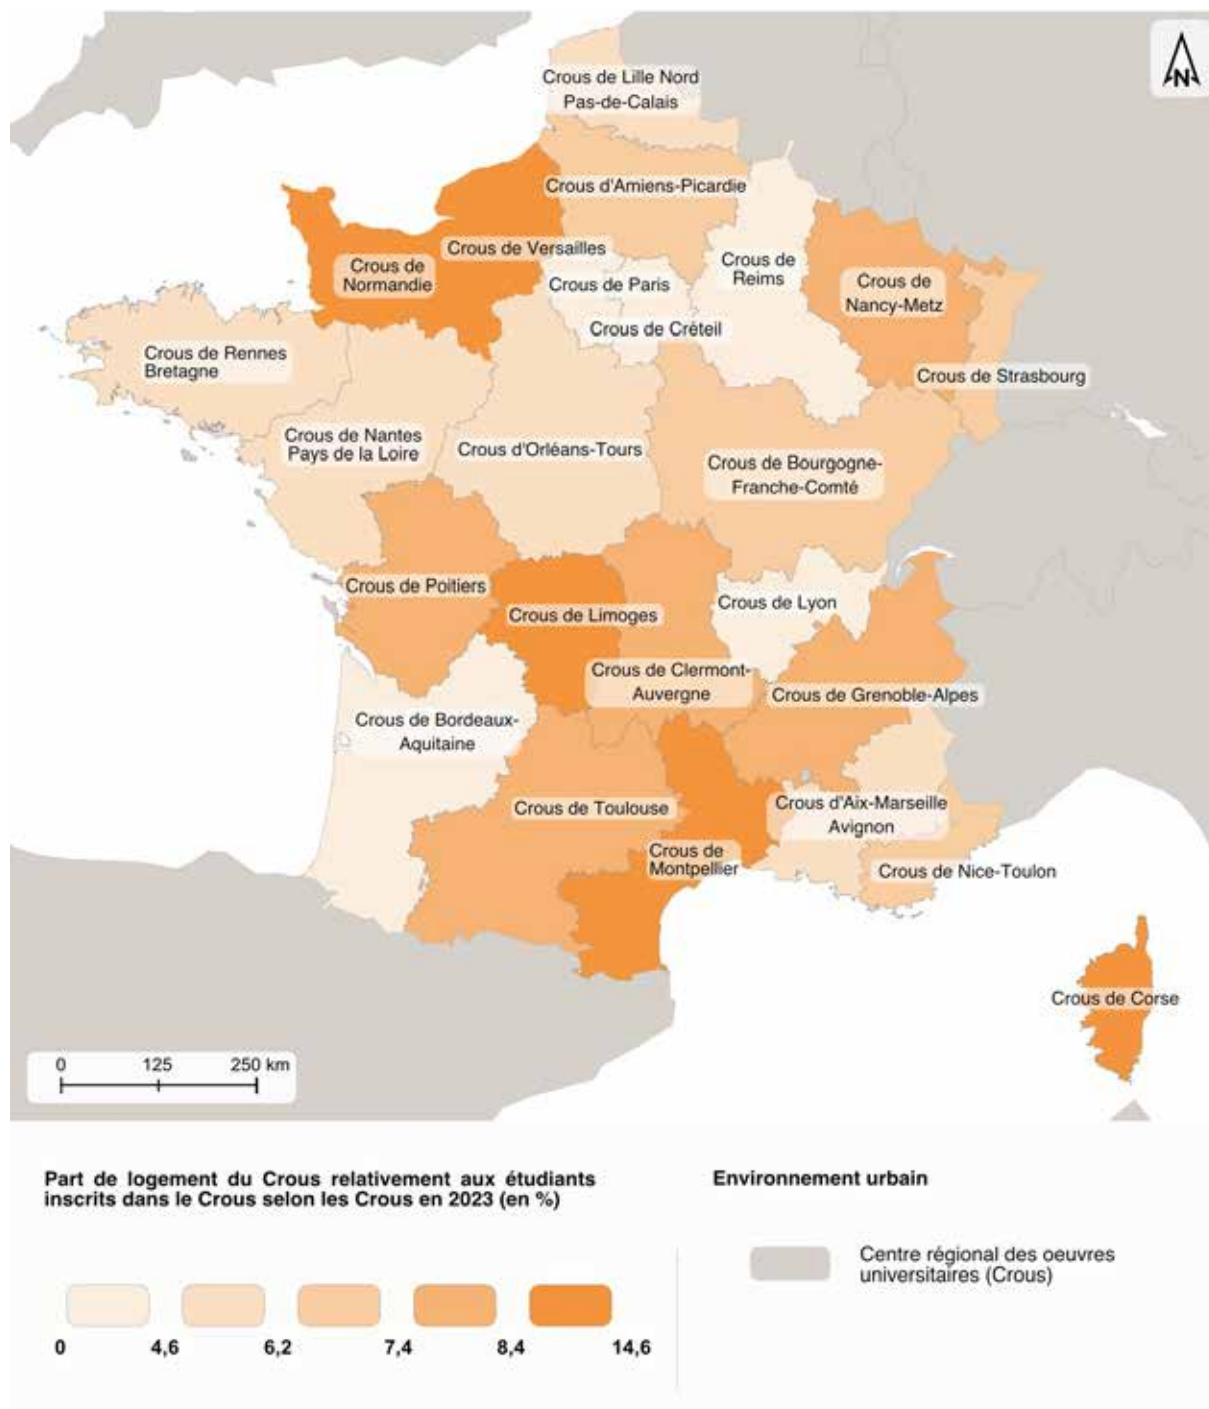 N
Crous de Lille Nord
Pas-de-Calais
Crous d'Amiens-Picardie
Crous de Versailles
Crous de
Normandie
Crous de Paris
Crous de
Reims
Crous de
Nancy-Metz
Crous de Créteil
Crous de Rennes
Bretagne
Crous de Strasbourg
Crous de Nantes
Pays de la Loire
Crous d'Orléans-Tours
Crous de Bourgogne-
Franche-Comté
Crous de Poitiers
Crous de Limoges
Crous de Lyon
Crous de Clermont-
Auvergne
Crous de Grenoble-Alpes
Crous de Bordeaux-
Aquitaine
Crous de Toulouse
Crous d'Aix-Marseille
Avignon
Crous de
Montpellier
Crous de Nice-Toulon
Crous de Corse
0 125 250 km
Part de logement du Crous relativement aux étudiants
inscrits dans le Crous selon les Crous en 2023 (en %)
0 4,6 6,2 7,4 8,4 14,6
Environnement urbain
Centre régional des oeuvres
universitaires (Crous)